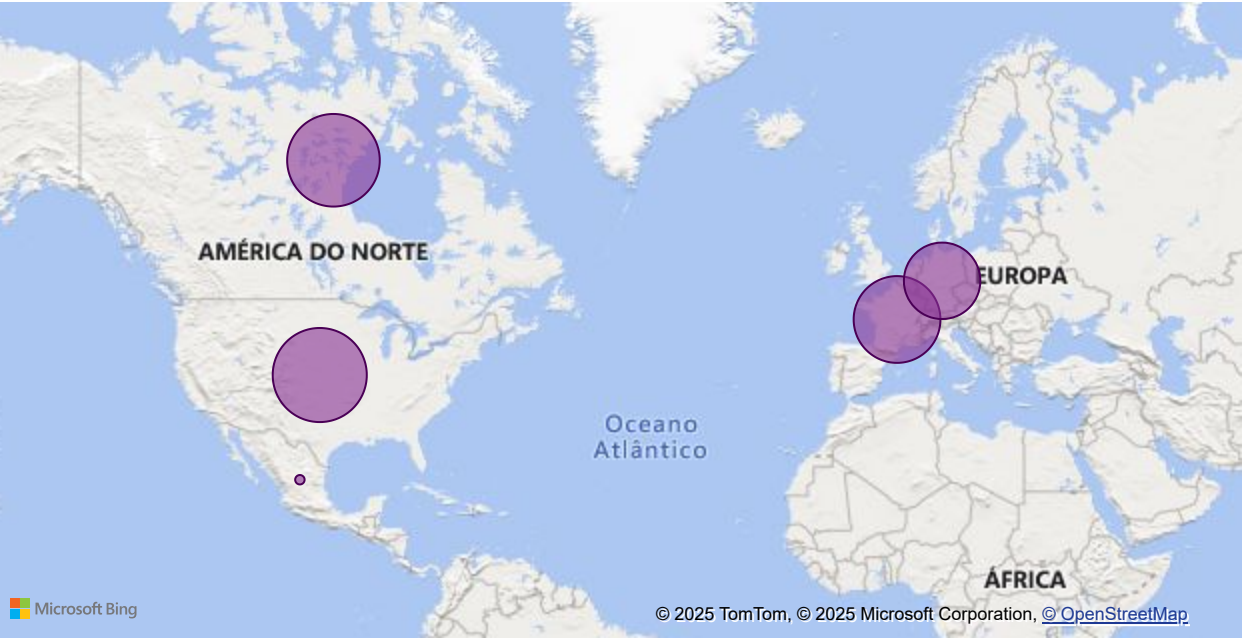 AMÉRICA DO NORTE
EUROPA
Oceano
Atlântico
ÁFRICA
Microsoft Bing
© 2025 TomTom, © 2025 Microsoft Corporation, © OpenStreetMap